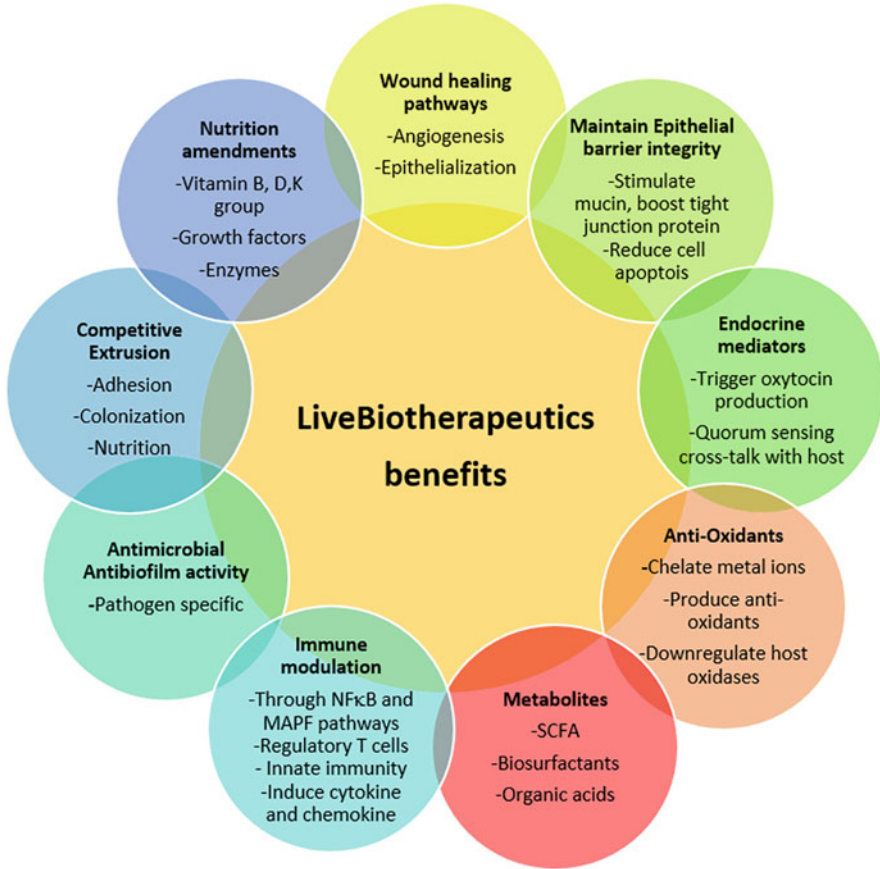 Wound healing
pathways
-Angiogenesis
-Epithelialization
Maintain Epithelial
barrier integrity
-Stimulate
mucin, boost tight
junction protein
-Reduce cell
apoptois
Endocrine
mediators
-Trigger oxytocin
production
-Quorum sensing
cross-talk with host
Anti-Oxidants
-Chelate metal ions
-Produce anti-
oxidants
-Downregulate host
oxidases
Metabolites
-SCFA
-Biosurfactants
-Organic acids
Immune
modulation
-Through NFκB and
MAPF pathways
-Regulatory T cells
- Innate immunity
-Induce cytokine
and chemokine
Antimicrobial
Antibiofilm activity
-Pathogen specific
Competitive
Extrusion
-Adhesion
-Colonization
-Nutrition
Nutrition
amendments
-Vitamin B, D,K
group
-Growth factors
-Enzymes
LiveBiotherapeutics
benefits